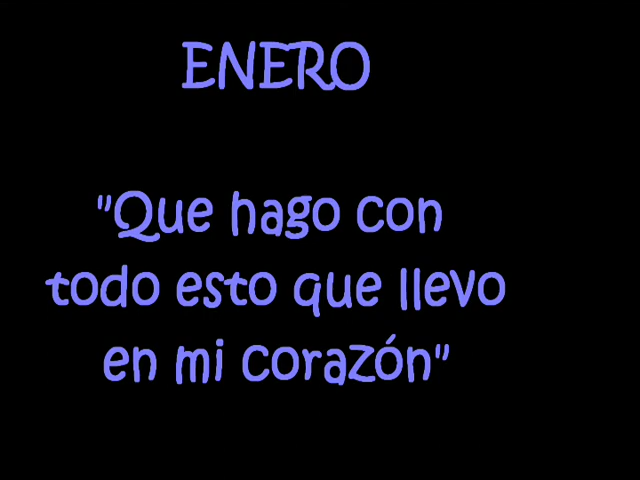 ENERO
"Que hago con
todo esto que llevo
en mi corazón"